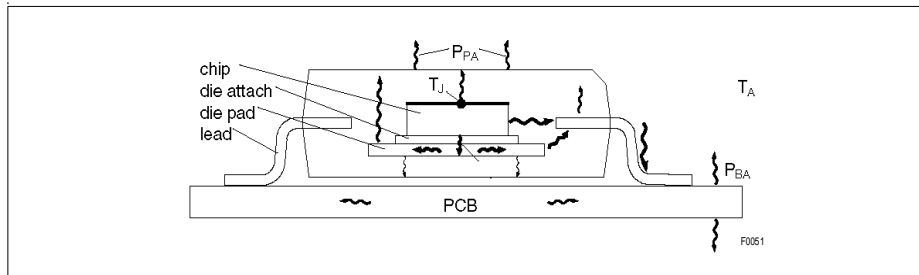 P_PA
chip
die attach
die pad
lead
T_J
T_A
P_BA
PCB
F0051